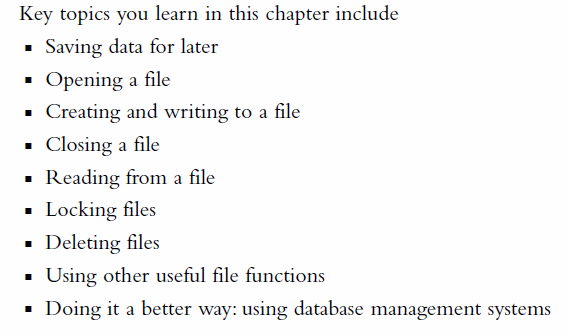 Key topics you learn in this chapter include
▪ Saving data for later
▪ Opening a file
▪ Creating and writing to a file
▪ Closing a file
▪ Reading from a file
▪ Locking files
▪ Deleting files
▪ Using other useful file functions
▪ Doing it a better way: using database management systems